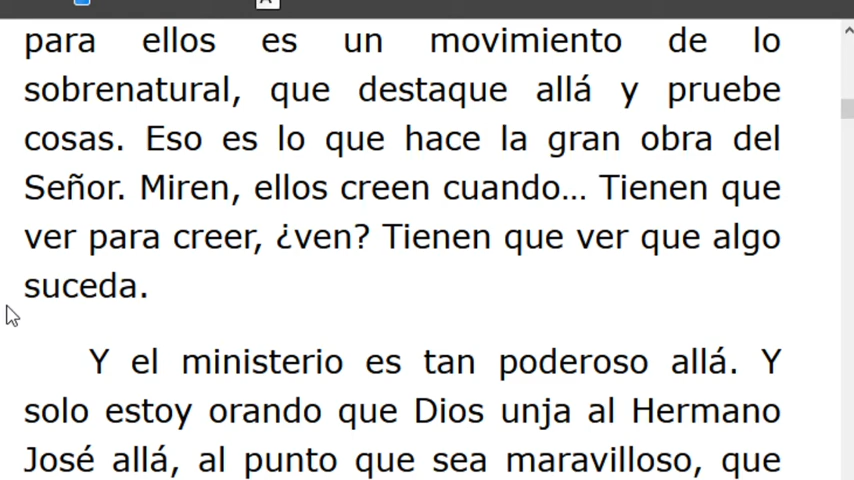 para ellos es un movimiento de lo
sobrenatural, que destaque allá y pruebe
cosas. Eso es lo que hace la gran obra del
Señor. Miren, ellos creen cuando… Tienen que
ver para creer, ¿ven? Tienen que ver que algo
suceda.
Y el ministerio es tan poderoso allá. Y
solo estoy orando que Dios unja al Hermano
José allá, al punto que sea maravilloso, que